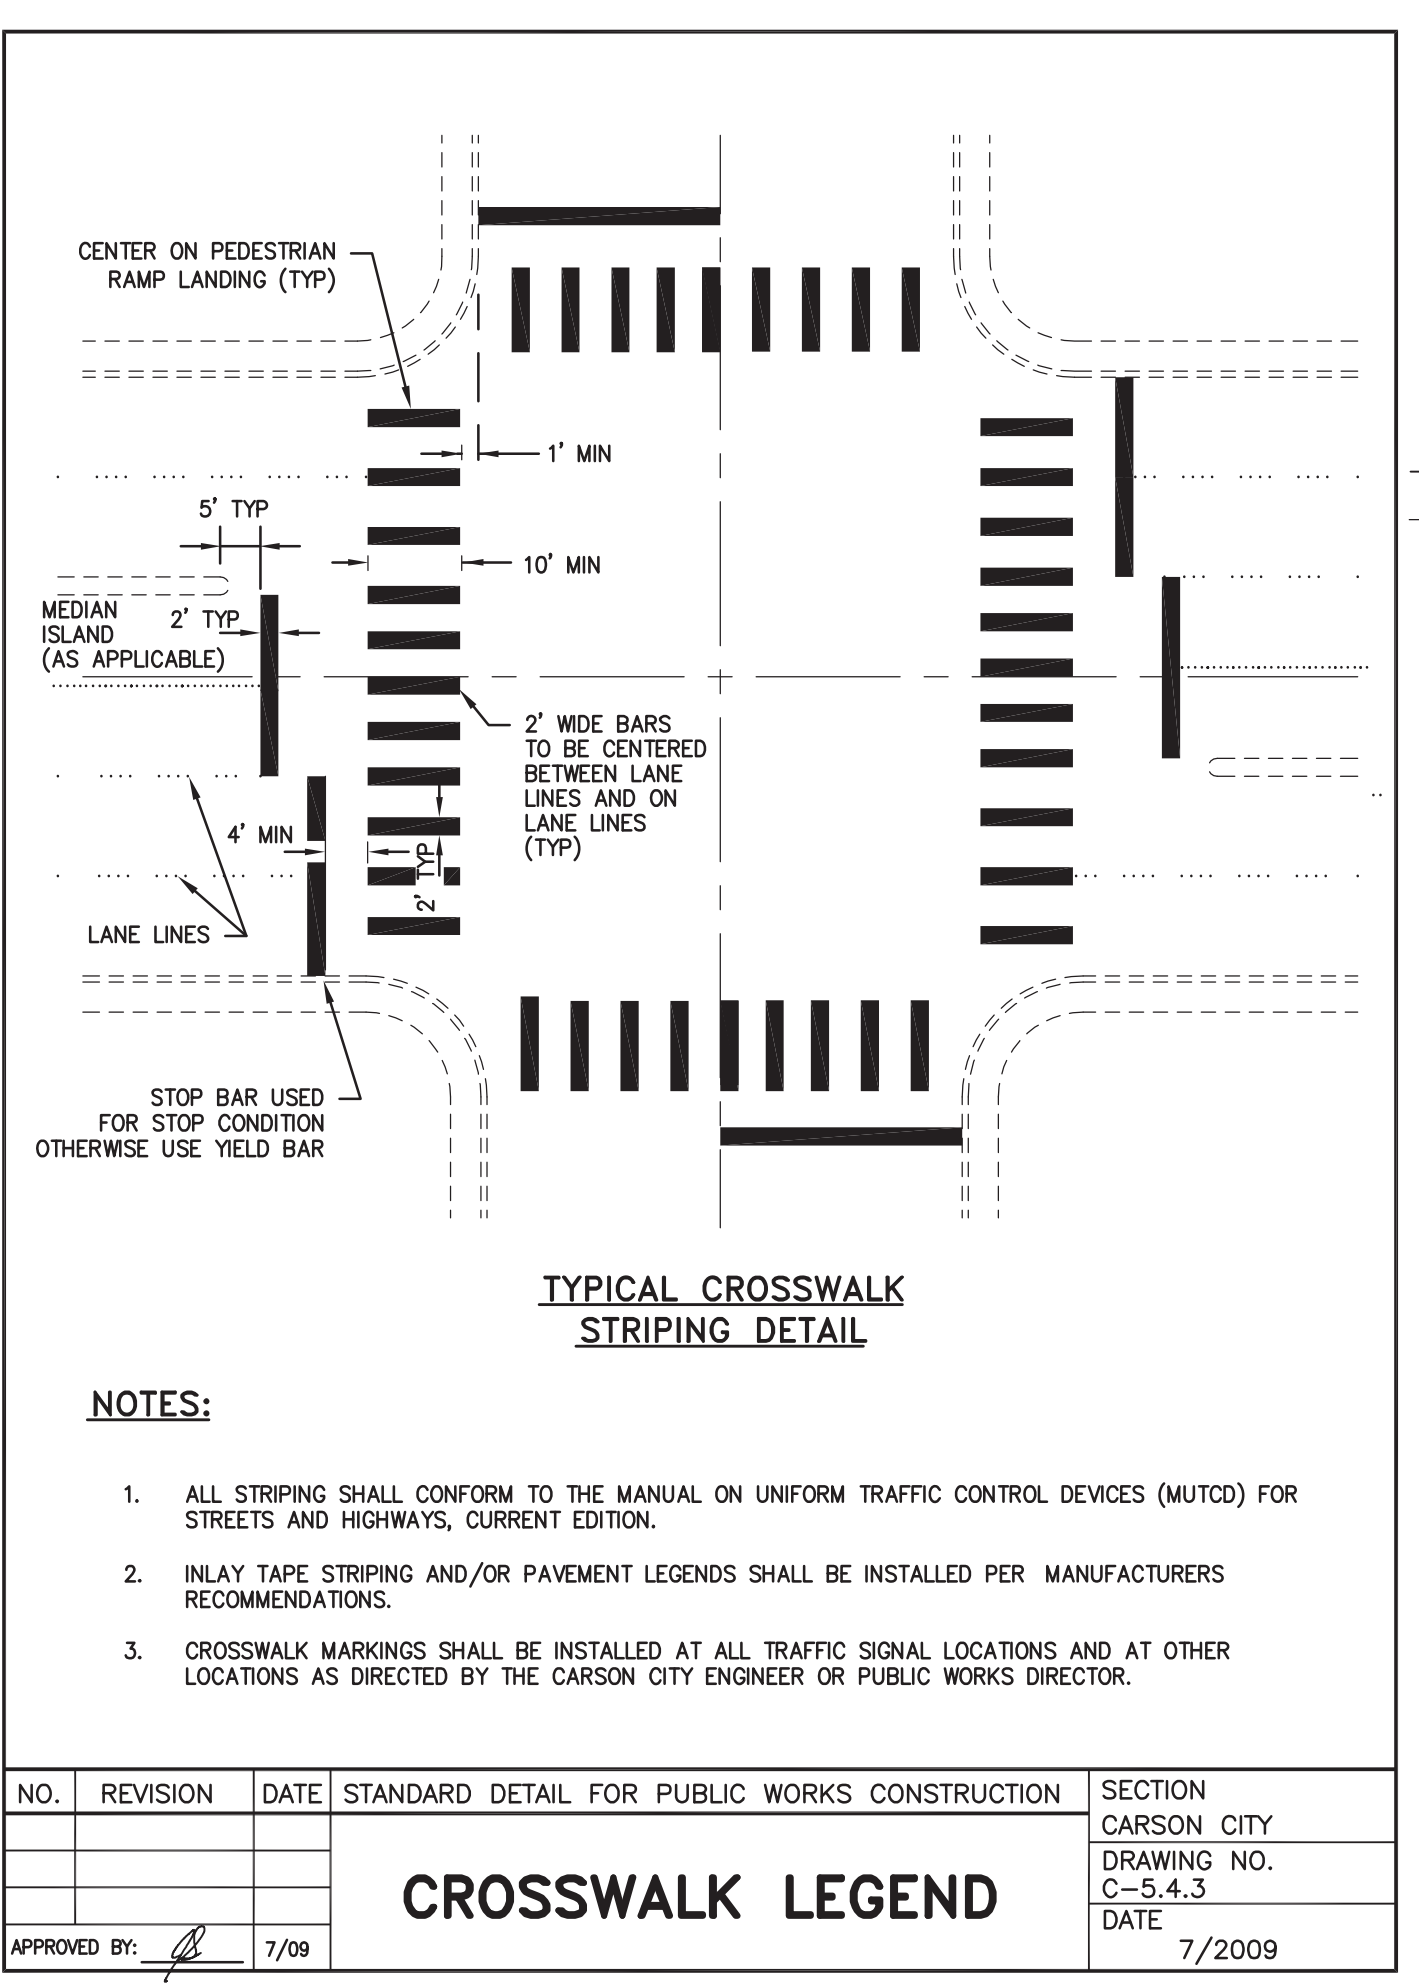 CENTER ON PEDESTRIAN
RAMP LANDING (TYP)
1' MIN
5' TYP
10' MIN
MEDIAN
ISLAND
(AS APPLICABLE)
2' TYP
2' WIDE BARS
TO BE CENTERED
BETWEEN LANE
LINES AND ON
LANE LINES
(TYP)
4' MIN
2' TYP
LANE LINES
STOP BAR USED
FOR STOP CONDITION
OTHERWISE USE YIELD BAR
TYPICAL CROSSWALK
STRIPING DETAIL
NOTES:
1. ALL STRIPING SHALL CONFORM TO THE MANUAL ON UNIFORM TRAFFIC CONTROL DEVICES (MUTCD) FOR
STREETS AND HIGHWAYS, CURRENT EDITION.
2. INLAY TAPE STRIPING AND/OR PAVEMENT LEGENDS SHALL BE INSTALLED PER MANUFACTURERS
RECOMMENDATIONS.
3. CROSSWALK MARKINGS SHALL BE INSTALLED AT ALL TRAFFIC SIGNAL LOCATIONS AND AT OTHER
LOCATIONS AS DIRECTED BY THE CARSON CITY ENGINEER OR PUBLIC WORKS DIRECTOR.
NO. REVISION DATE STANDARD DETAIL FOR PUBLIC WORKS CONSTRUCTION
CROSSWALK LEGEND
SECTION
CARSON CITY
DRAWING NO.
C-5.4.3
DATE
7/2009
APPROVED BY: 7/09